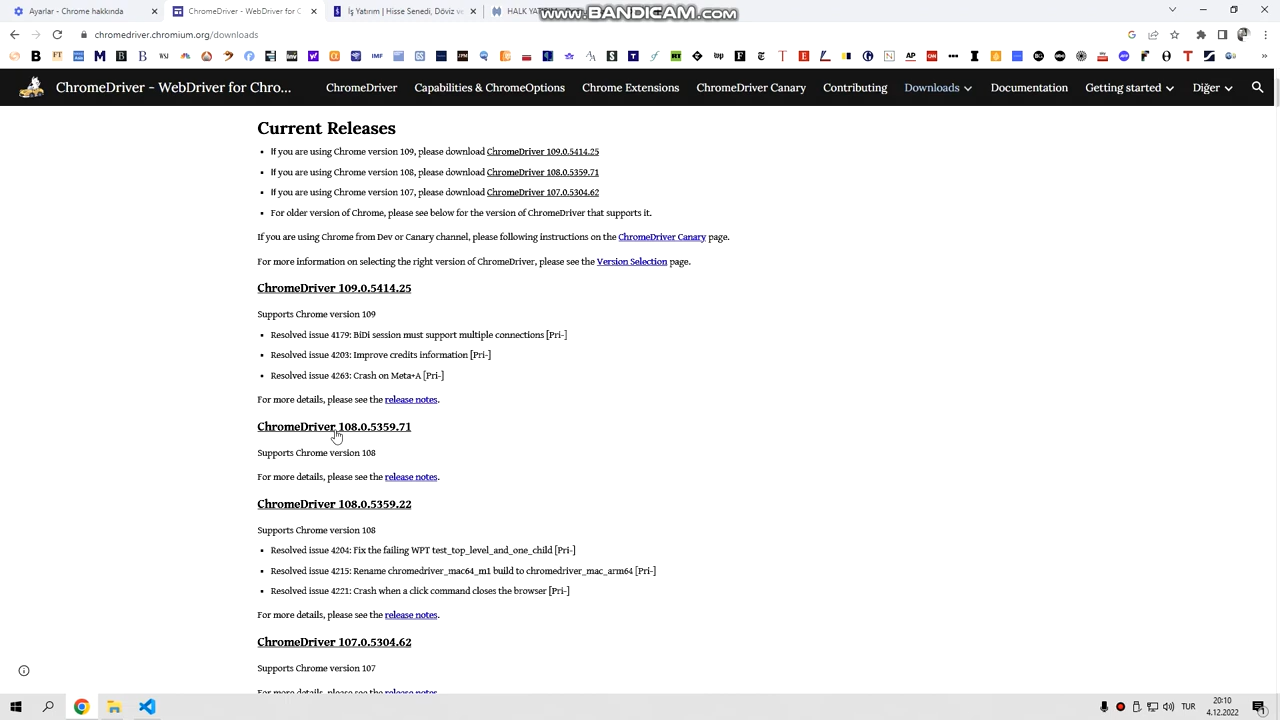 Ayarlar - Chrome hakkında
ChromeDriver - WebDriver for C
İş Yatırım | Hisse Senedi, Döviz ve
HALK YATIRIM
www.BANDICAM.com
chromedriver.chromium.org/downloads
ChromeDriver - WebDriver for Chro...
ChromeDriver
Capabilities & ChromeOptions
Chrome Extensions
ChromeDriver Canary
Contributing
Downloads
Documentation
Getting started
Diğer
Current Releases
If you are using Chrome version 109, please download ChromeDriver 109.0.5414.25
If you are using Chrome version 108, please download ChromeDriver 108.0.5359.71
If you are using Chrome version 107, please download ChromeDriver 107.0.5304.62
For older version of Chrome, please see below for the version of ChromeDriver that supports it.
If you are using Chrome from Dev or Canary channel, please following instructions on the ChromeDriver Canary page.
For more information on selecting the right version of ChromeDriver, please see the Version Selection page.
ChromeDriver 109.0.5414.25
Supports Chrome version 109
Resolved issue 4179: BiDi session must support multiple connections [Pri-]
Resolved issue 4203: Improve credits information [Pri-]
Resolved issue 4263: Crash on Meta+A [Pri-]
For more details, please see the release notes.
ChromeDriver 108.0.5359.71
Supports Chrome version 108
For more details, please see the release notes.
ChromeDriver 108.0.5359.22
Supports Chrome version 108
Resolved issue 4204: Fix the failing WPT test_top_level_and_one_child [Pri-]
Resolved issue 4215: Rename chromedriver_mac64_m1 build to chromedriver_mac_arm64 [Pri-]
Resolved issue 4221: Crash when a click command closes the browser [Pri-]
For more details, please see the release notes.
ChromeDriver 107.0.5304.62
Supports Chrome version 107
For more details, please see the release notes.
TUR
20:10
4.12.2022